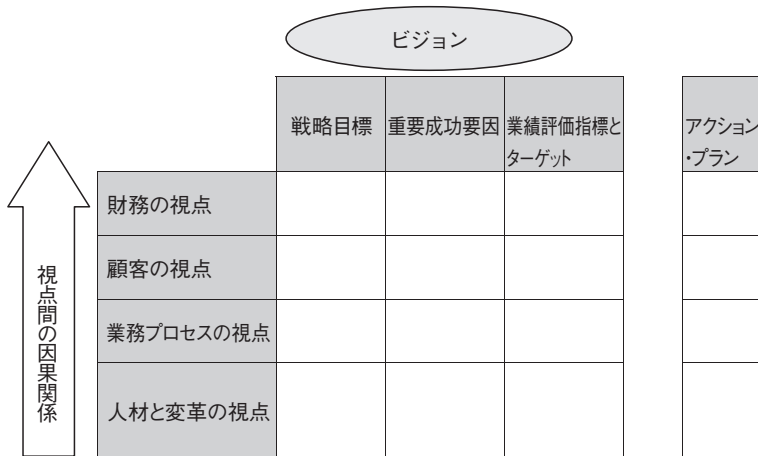 ビジョン
戦略目標
重要成功要因
業績評価指標と
ターゲット
アクション
・プラン
財務の視点
顧客の視点
業務プロセスの視点
人材と変革の視点
視点間の因果関係